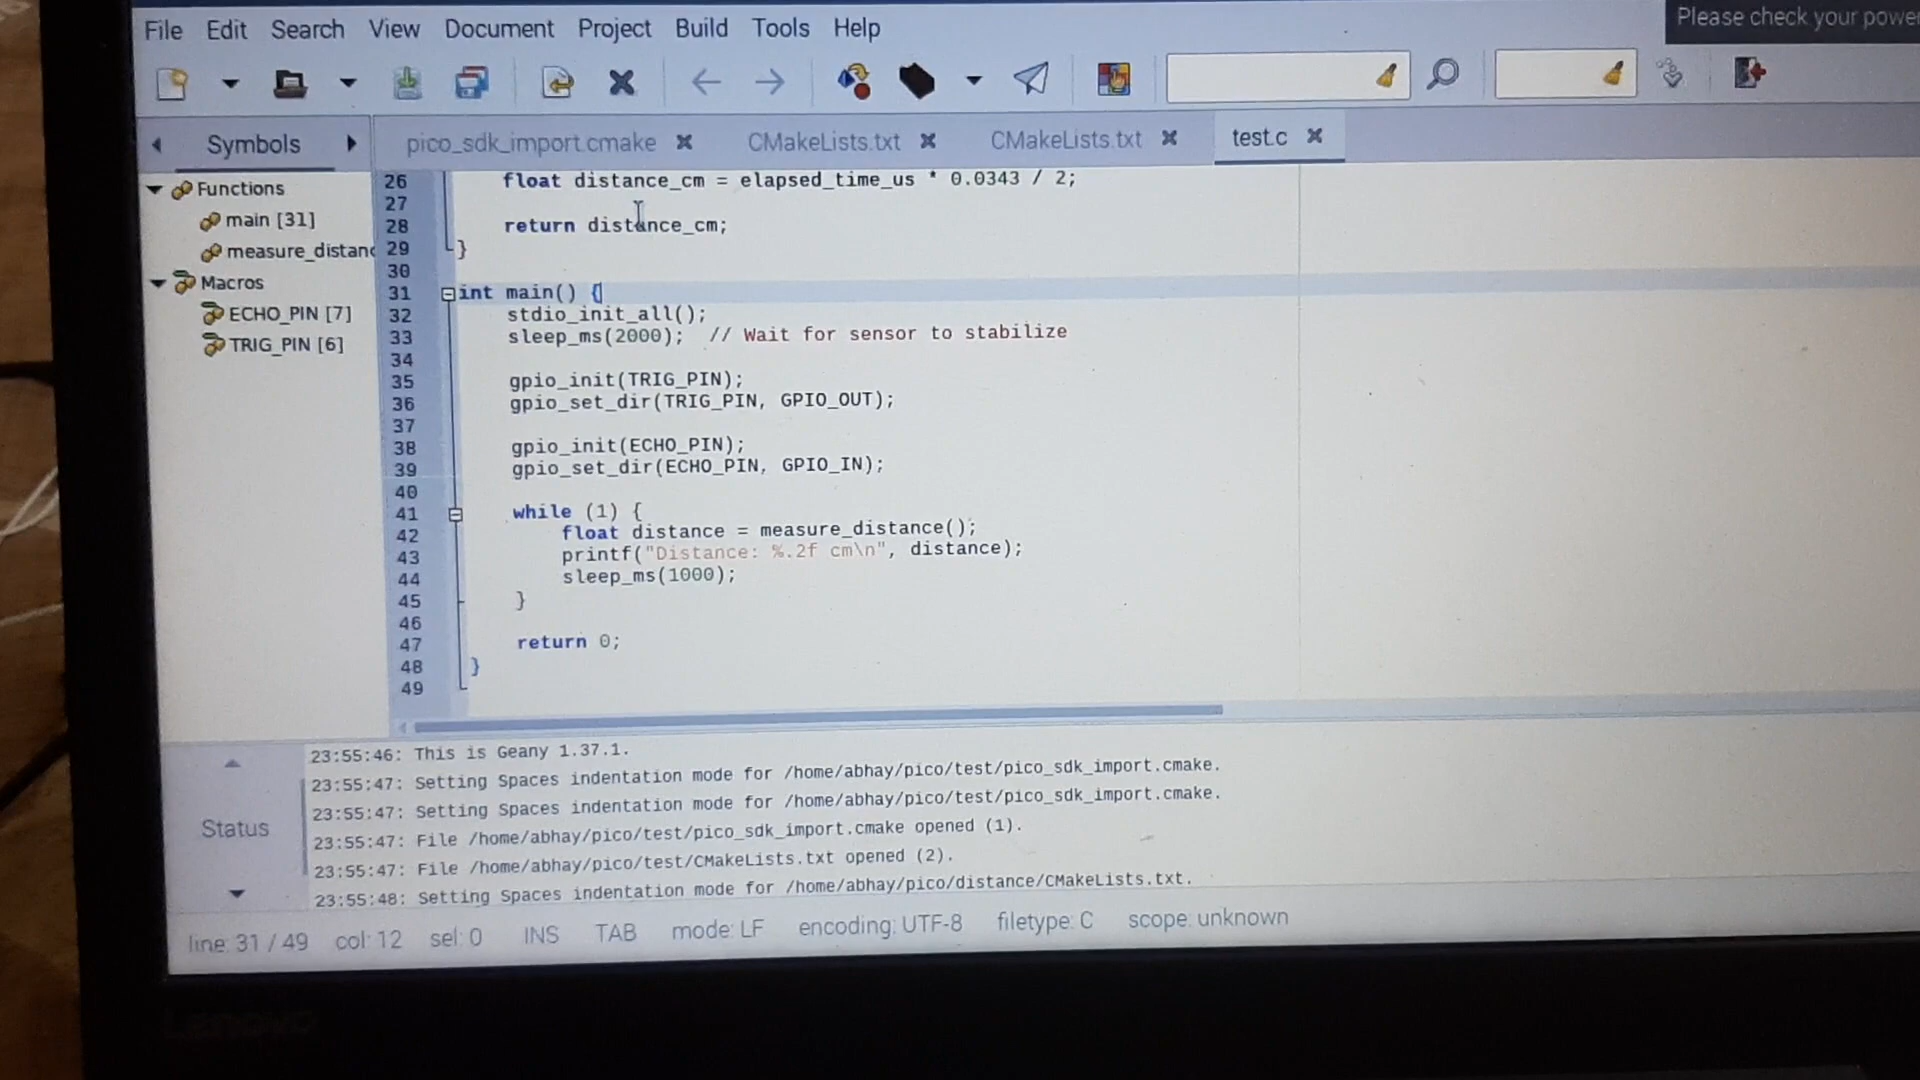 Please check your power
File Edit Search View Document Project Build Tools Help
Symbols
pico_sdk_import.cmake CMakeLists.txt CMakeLists.txt test.c
Functions
main [31]
measure_distanc
Macros
ECHO_PIN [7]
TRIG_PIN [6]
26 float distance_cm = elapsed_time_us * 0.0343 / 2;
27
28 return distance_cm;
29 }
30
31 int main() {
32 stdio_init_all();
33 sleep_ms(2000); // Wait for sensor to stabilize
34
35 gpio_init(TRIG_PIN);
36 gpio_set_dir(TRIG_PIN, GPIO_OUT);
37
38 gpio_init(ECHO_PIN);
39 gpio_set_dir(ECHO_PIN, GPIO_IN);
40
41 while (1) {
42 float distance = measure_distance();
43 printf("Distance: %.2f cm\n", distance);
44 sleep_ms(1000);
45 }
46
47 return 0;
48 }
49
Status
23:55:46: This is Geany 1.37.1.
23:55:47: Setting Spaces indentation mode for /home/abhay/pico/test/pico_sdk_import.cmake.
23:55:47: Setting Spaces indentation mode for /home/abhay/pico/test/pico_sdk_import.cmake.
23:55:47: File /home/abhay/pico/test/pico_sdk_import.cmake opened (1).
23:55:47: File /home/abhay/pico/test/CMakeLists.txt opened (2).
23:55:48: Setting Spaces indentation mode for /home/abhay/pico/distance/CMakeLists.txt.
line: 31 / 49 col: 12 sel: 0 INS TAB mode: LF encoding: UTF-8 filetype: C scope: unknown
Lenovo